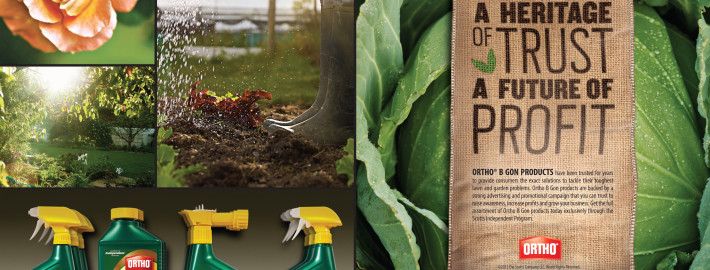 A HERITAGE
OF TRUST
A FUTURE OF
PROFIT
ORTHO® B GON PRODUCTS have been trusted for years
to provide consumers the exact solutions to tackle their toughest
lawn and garden problems. Ortho B Gon products are backed by a
strong advertising and promotional campaign that you can trust to
raise awareness, increase profits and grow your business. Get the full
assortment of Ortho B Gon products today exclusively through the
Scotts Independent Program.
ORTHO
ORTHO